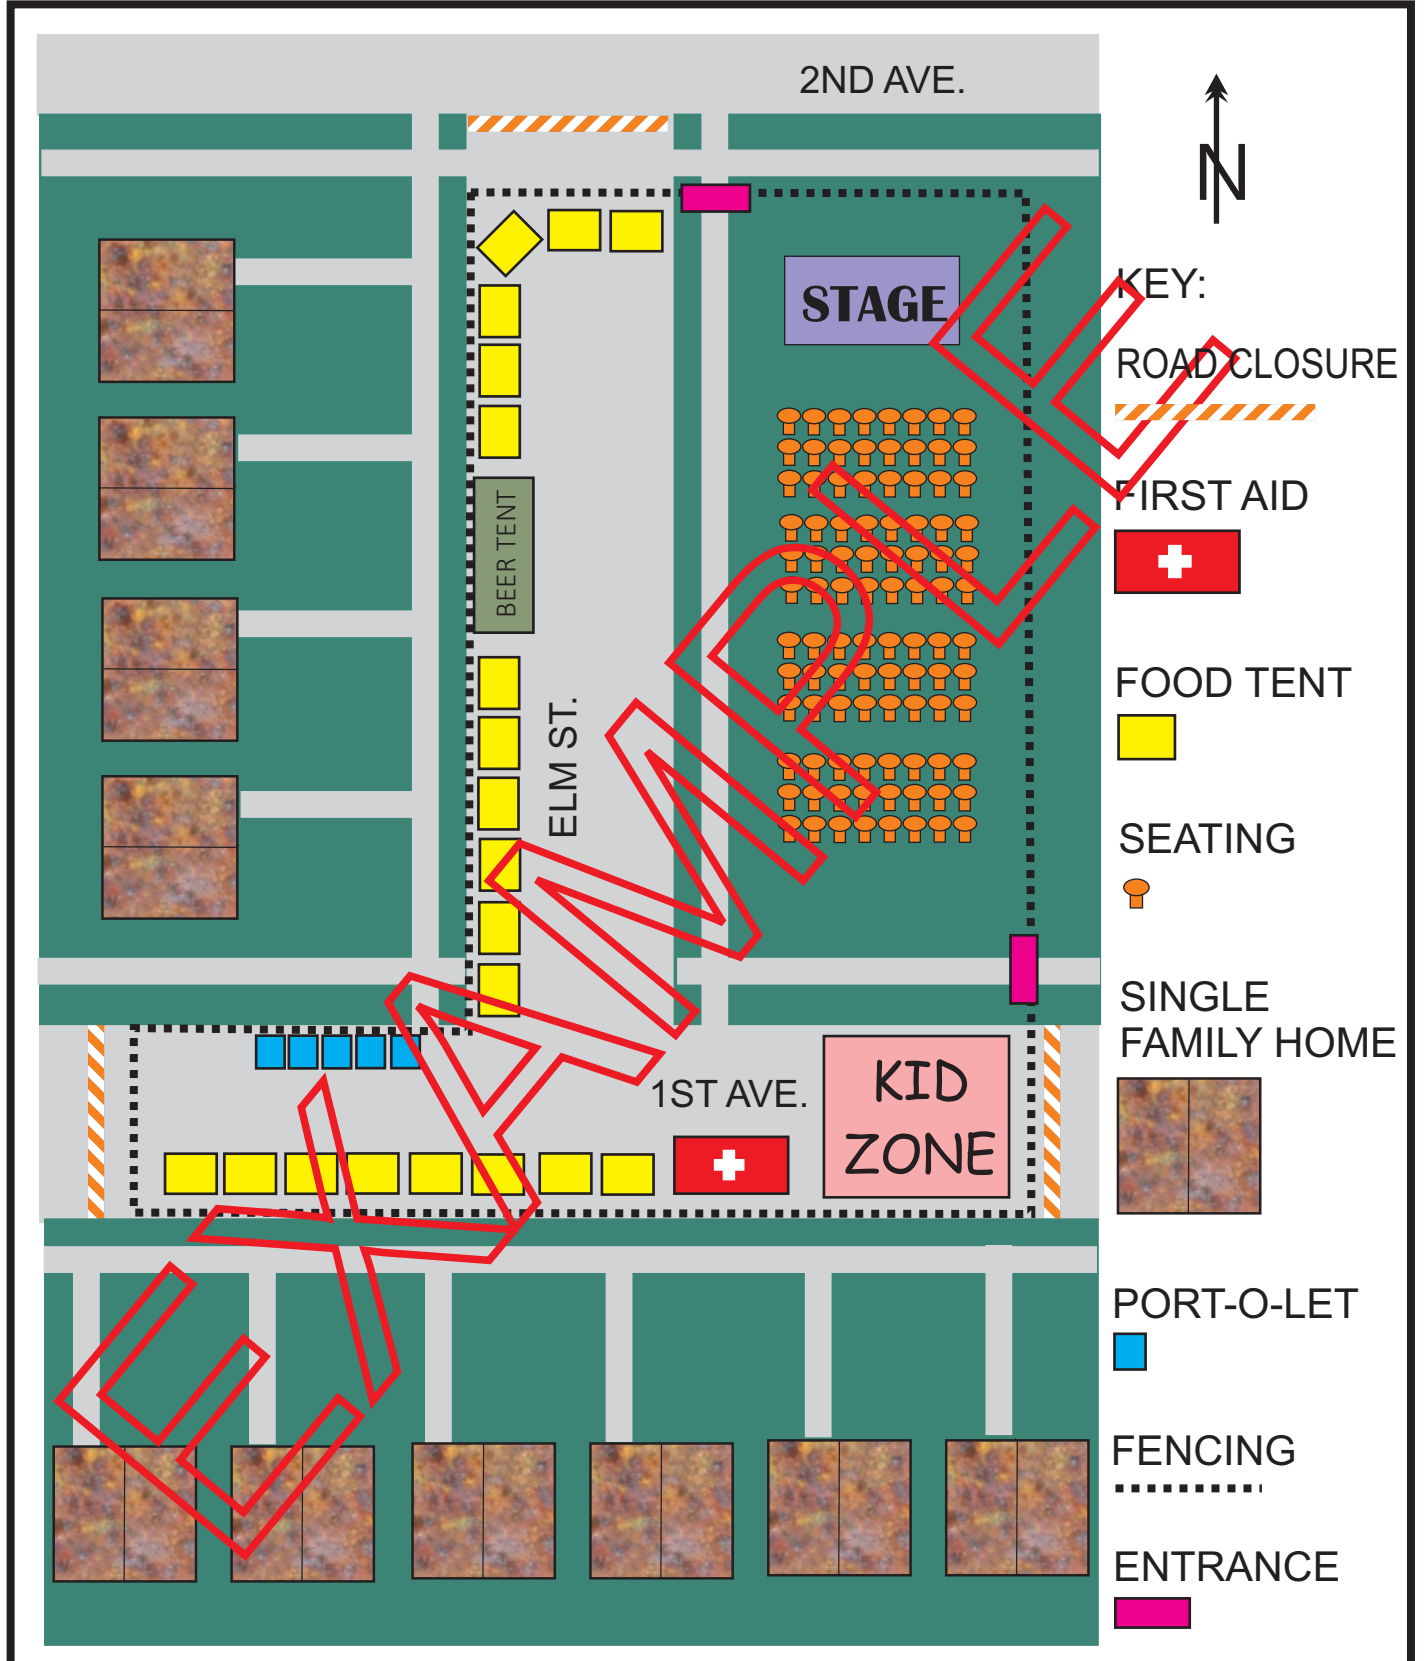 2ND AVE.
N
STAGE
KEY:
ROAD CLOSURE
FIRST AID
BEER TENT
FOOD TENT
ELM ST.
SEATING
SINGLE
FAMILY HOME
KID
ZONE
1ST AVE.
PORT-O-LET
FENCING
ENTRANCE
EXAMPLE